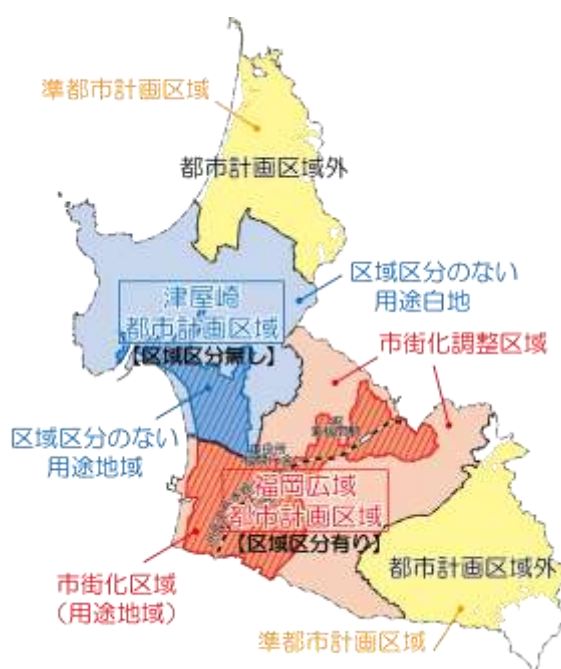 準都市計画区域
都市計画区域外
区域区分のない
用途白地
津屋崎
都市計画区域
【区域区分無し】
市街化調整区域
区域区分のない
用途地域
福岡広域
都市計画区域
【区域区分有り】
市街化区域
(用途地域)
都市計画区域外
準都市計画区域